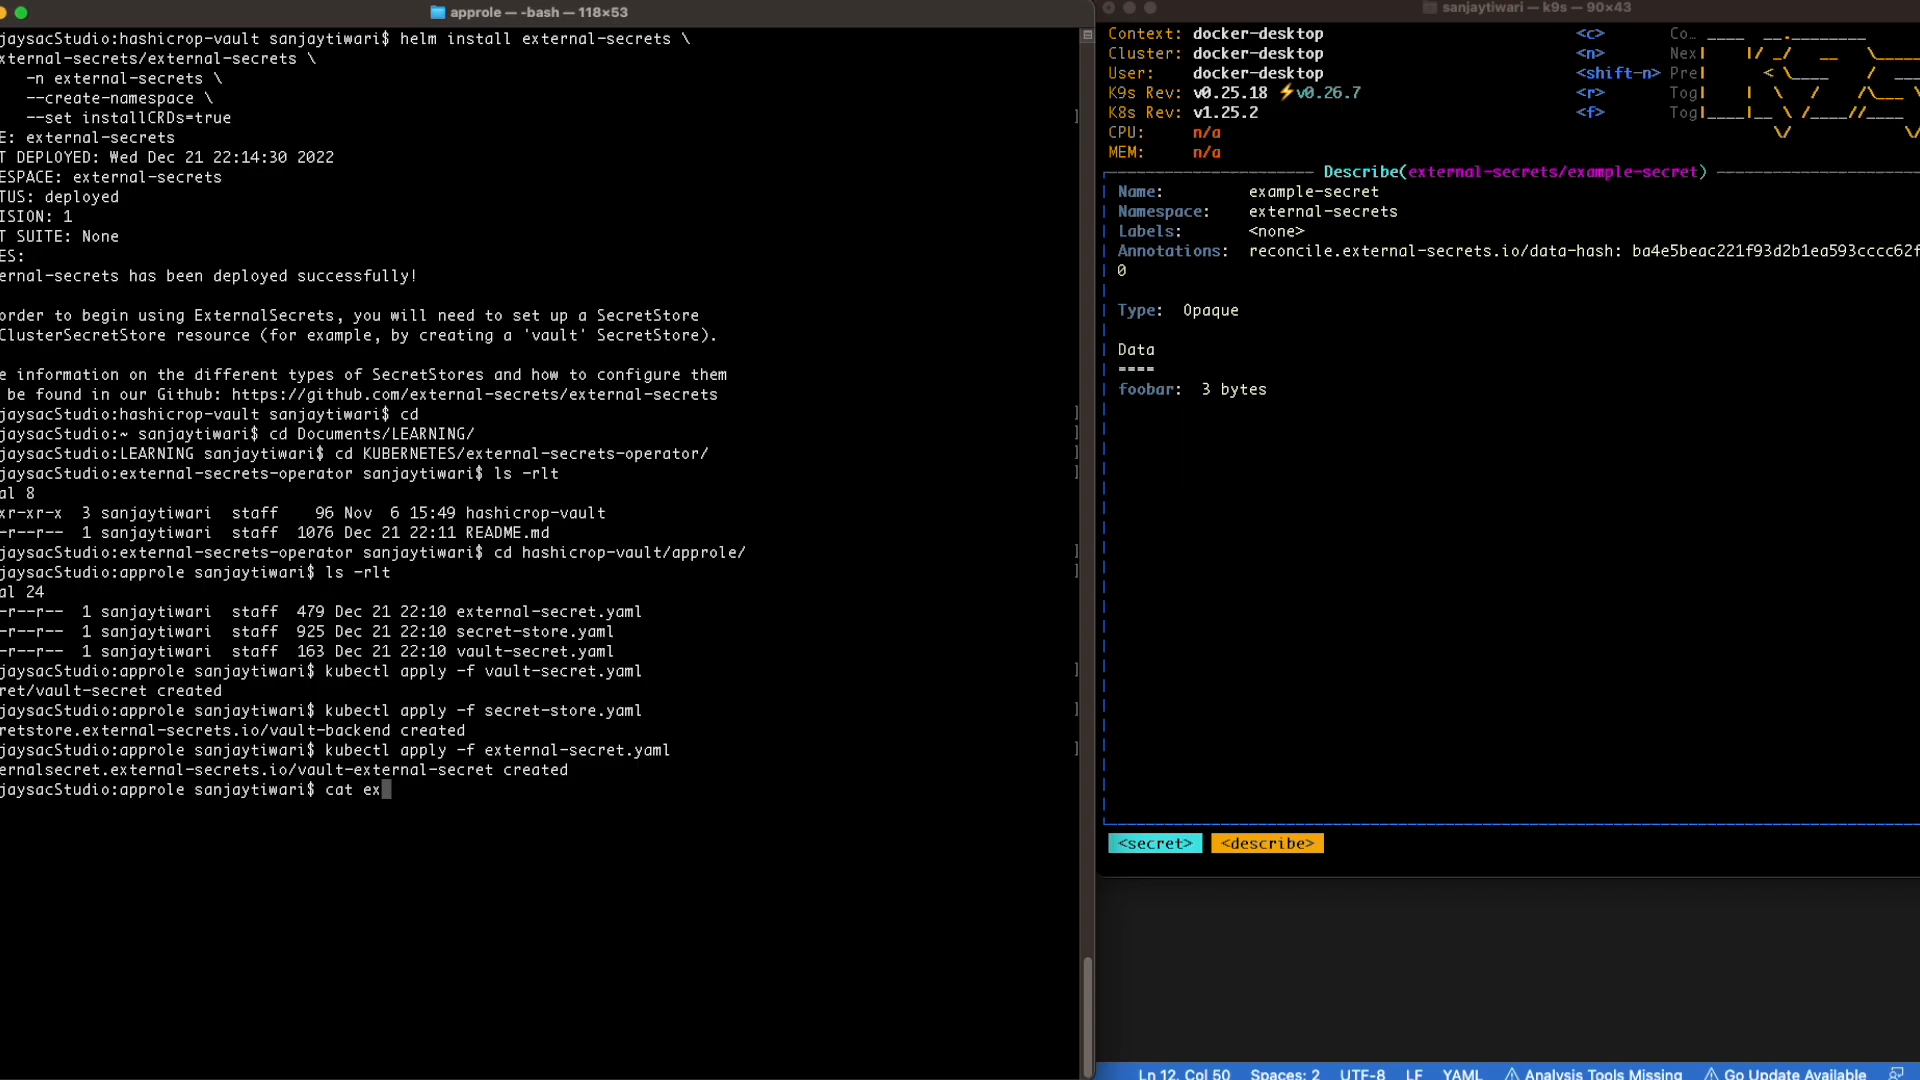 approle — -bash — 118×53
jaysacStudio:hashicrop-vault sanjaytiwari$ helm install external-secrets \
xternal-secrets/external-secrets \
-n external-secrets \
--create-namespace \
--set installCRDs=true
E: external-secrets
T DEPLOYED: Wed Dec 21 22:14:30 2022
ESPACE: external-secrets
TUS: deployed
ISION: 1
T SUITE: None
ES:
ernal-secrets has been deployed successfully!
order to begin using ExternalSecrets, you will need to set up a SecretStore
ClusterSecretStore resource (for example, by creating a 'vault' SecretStore).
e information on the different types of SecretStores and how to configure them
be found in our Github: https://github.com/external-secrets/external-secrets
jaysacStudio:hashicrop-vault sanjaytiwari$ cd
jaysacStudio:~ sanjaytiwari$ cd Documents/LEARNING/
jaysacStudio:LEARNING sanjaytiwari$ cd KUBERNETES/external-secrets-operator/
jaysacStudio:external-secrets-operator sanjaytiwari$ ls -rlt
al 8
xr-xr-x 3 sanjaytiwari staff 96 Nov 6 15:49 hashicrop-vault
-r--r-- 1 sanjaytiwari staff 1076 Dec 21 22:11 README.md
jaysacStudio:external-secrets-operator sanjaytiwari$ cd hashicrop-vault/approle/
jaysacStudio:approle sanjaytiwari$ ls -rlt
al 24
-r--r-- 1 sanjaytiwari staff 479 Dec 21 22:10 external-secret.yaml
-r--r-- 1 sanjaytiwari staff 925 Dec 21 22:10 secret-store.yaml
-r--r-- 1 sanjaytiwari staff 163 Dec 21 22:10 vault-secret.yaml
jaysacStudio:approle sanjaytiwari$ kubectl apply -f vault-secret.yaml
ret/vault-secret created
jaysacStudio:approle sanjaytiwari$ kubectl apply -f secret-store.yaml
retstore.external-secrets.io/vault-backend created
jaysacStudio:approle sanjaytiwari$ kubectl apply -f external-secret.yaml
ernalsecret.external-secrets.io/vault-external-secret created
jaysacStudio:approle sanjaytiwari$ cat ex
sanjaytiwari — k9s — 90×43
Context: docker-desktop <c> Co…
Cluster: docker-desktop <n> Nex
User: docker-desktop <shift-n> Pre
K9s Rev: v0.25.18 ⚡v0.26.7 <r> Tog
K8s Rev: v1.25.2 <f> Tog
CPU: n/a
MEM: n/a
Describe(external-secrets/example-secret)
Name: example-secret
Namespace: external-secrets
Labels: <none>
Annotations: reconcile.external-secrets.io/data-hash: ba4e5beac221f93d2b1ea593cccc62f
0
Type: Opaque
Data
====
foobar: 3 bytes
<secret> <describe>
Ln 12, Col 50 Spaces: 2 UTF-8 LF YAML Analysis Tools Missing Go Update Available